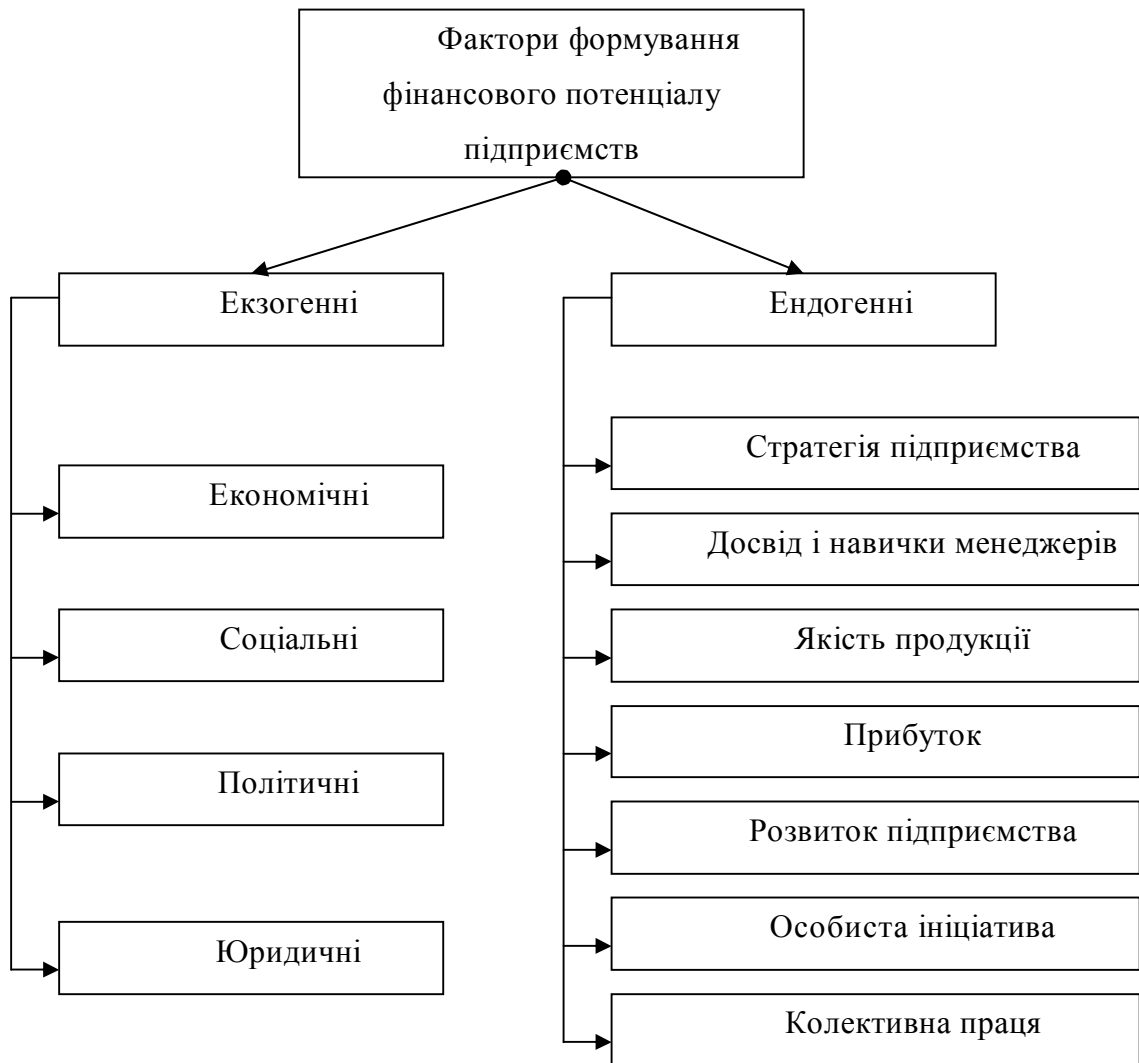 Фактори формування
фінансового потенціалу
підприємств
Екзогенні
Економічні
Соціальні
Політичні
Юридичні
Ендогенні
Стратегія підприємства
Досвід і навички менеджерів
Якість продукції
Прибуток
Розвиток підприємства
Особиста ініціатива
Колективна праця